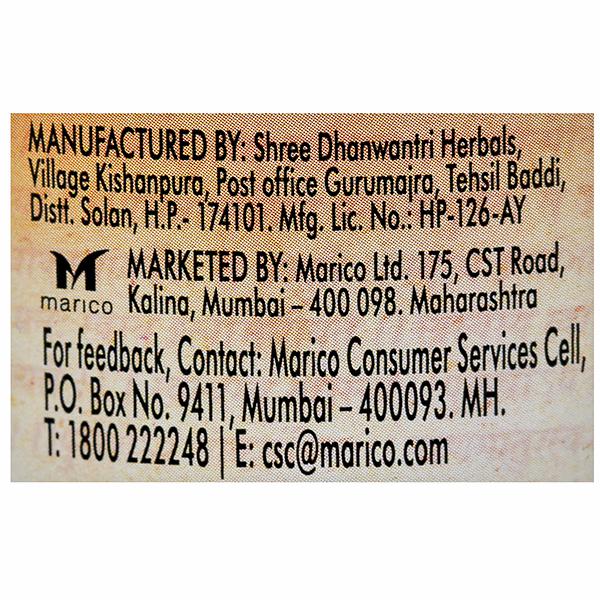 MANUFACTURED BY: Shree Dhanwantri Herbals,
Village Kishanpura, Post office Gurumajra, Tehsil Baddi,
Distt. Solan, H.P.- 174101. Mfg. Lic. No.: HP-126-AY
marico
MARKETED BY: Marico Ltd. 175, CST Road,
Kalina, Mumbai – 400 098. Maharashtra
For feedback, Contact: Marico Consumer Services Cell,
P.O. Box No. 9411, Mumbai – 400093. MH.
T: 1800 222248 | E: csc@marico.com